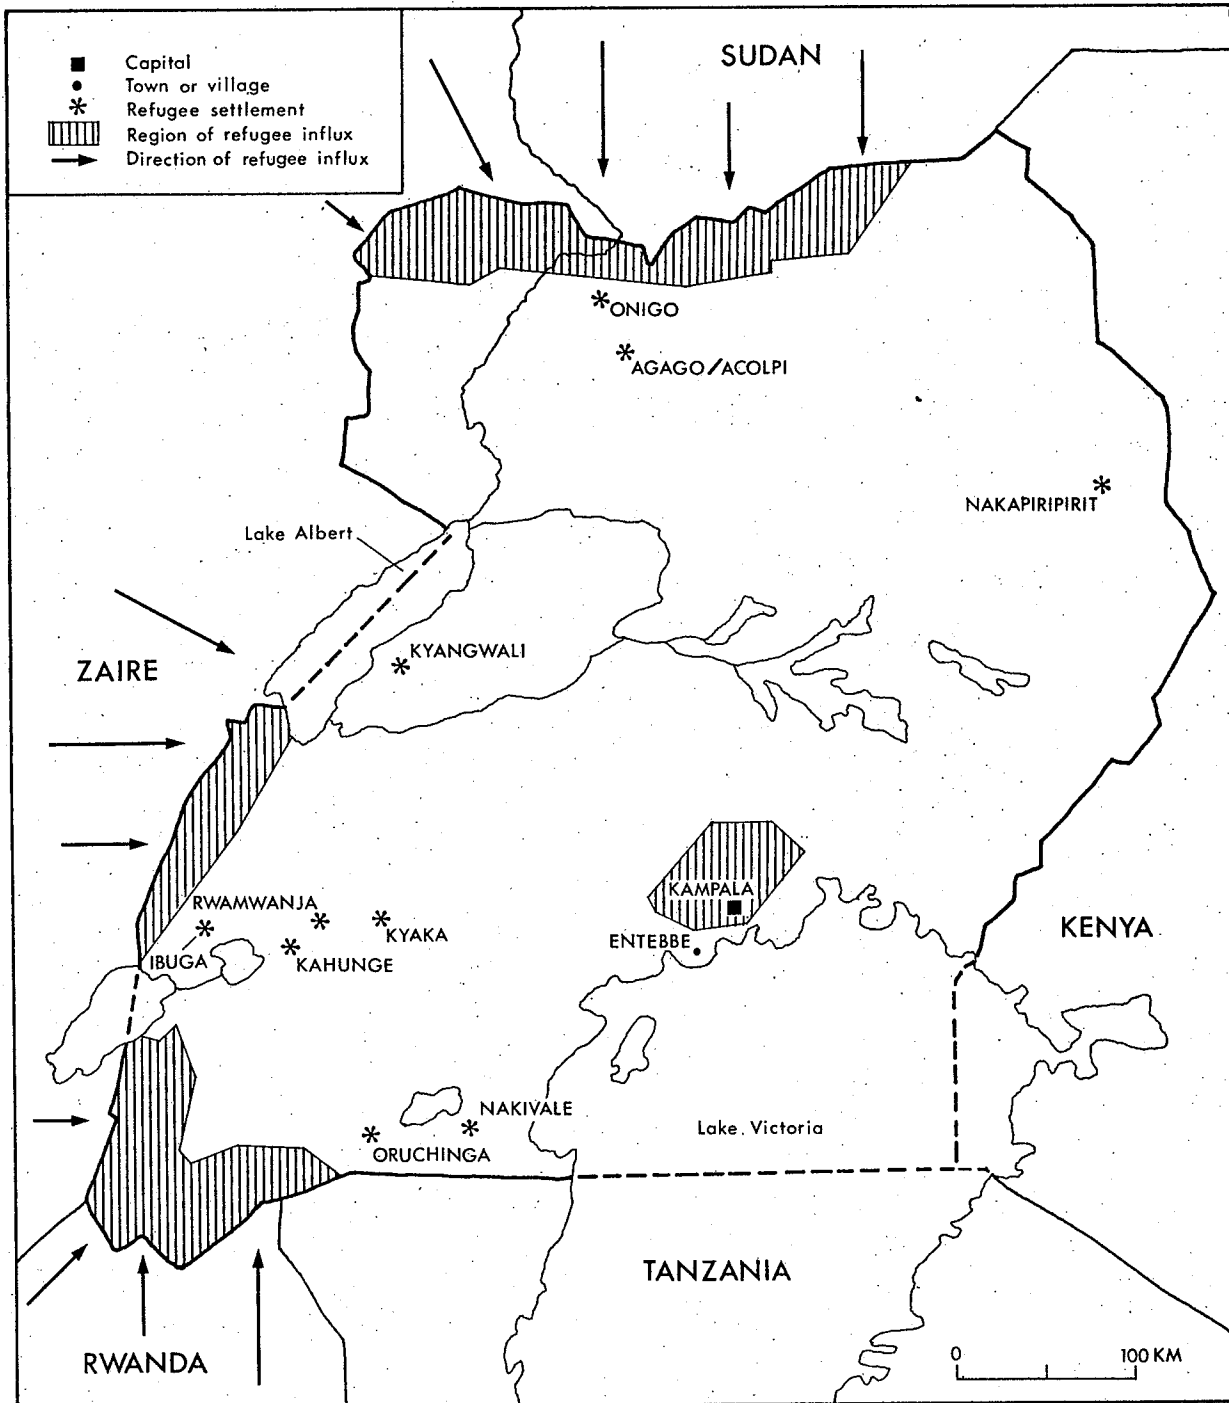 Capital
Town or village
Refugee settlement
Region of refugee influx
Direction of refugee influx
SUDAN
ONIGO
AGAGO/ACOLPI
NAKAPIRIPIRIT
Lake Albert
KYANGWALI
ZAIRE
KAMPALA
RWAMWANJA
KYAKA
ENTEBBE
KENYA
IBUGA
KAHUNGE
NAKIVALE
Lake Victoria
ORUCHINGA
TANZANIA
RWANDA
0 100 KM